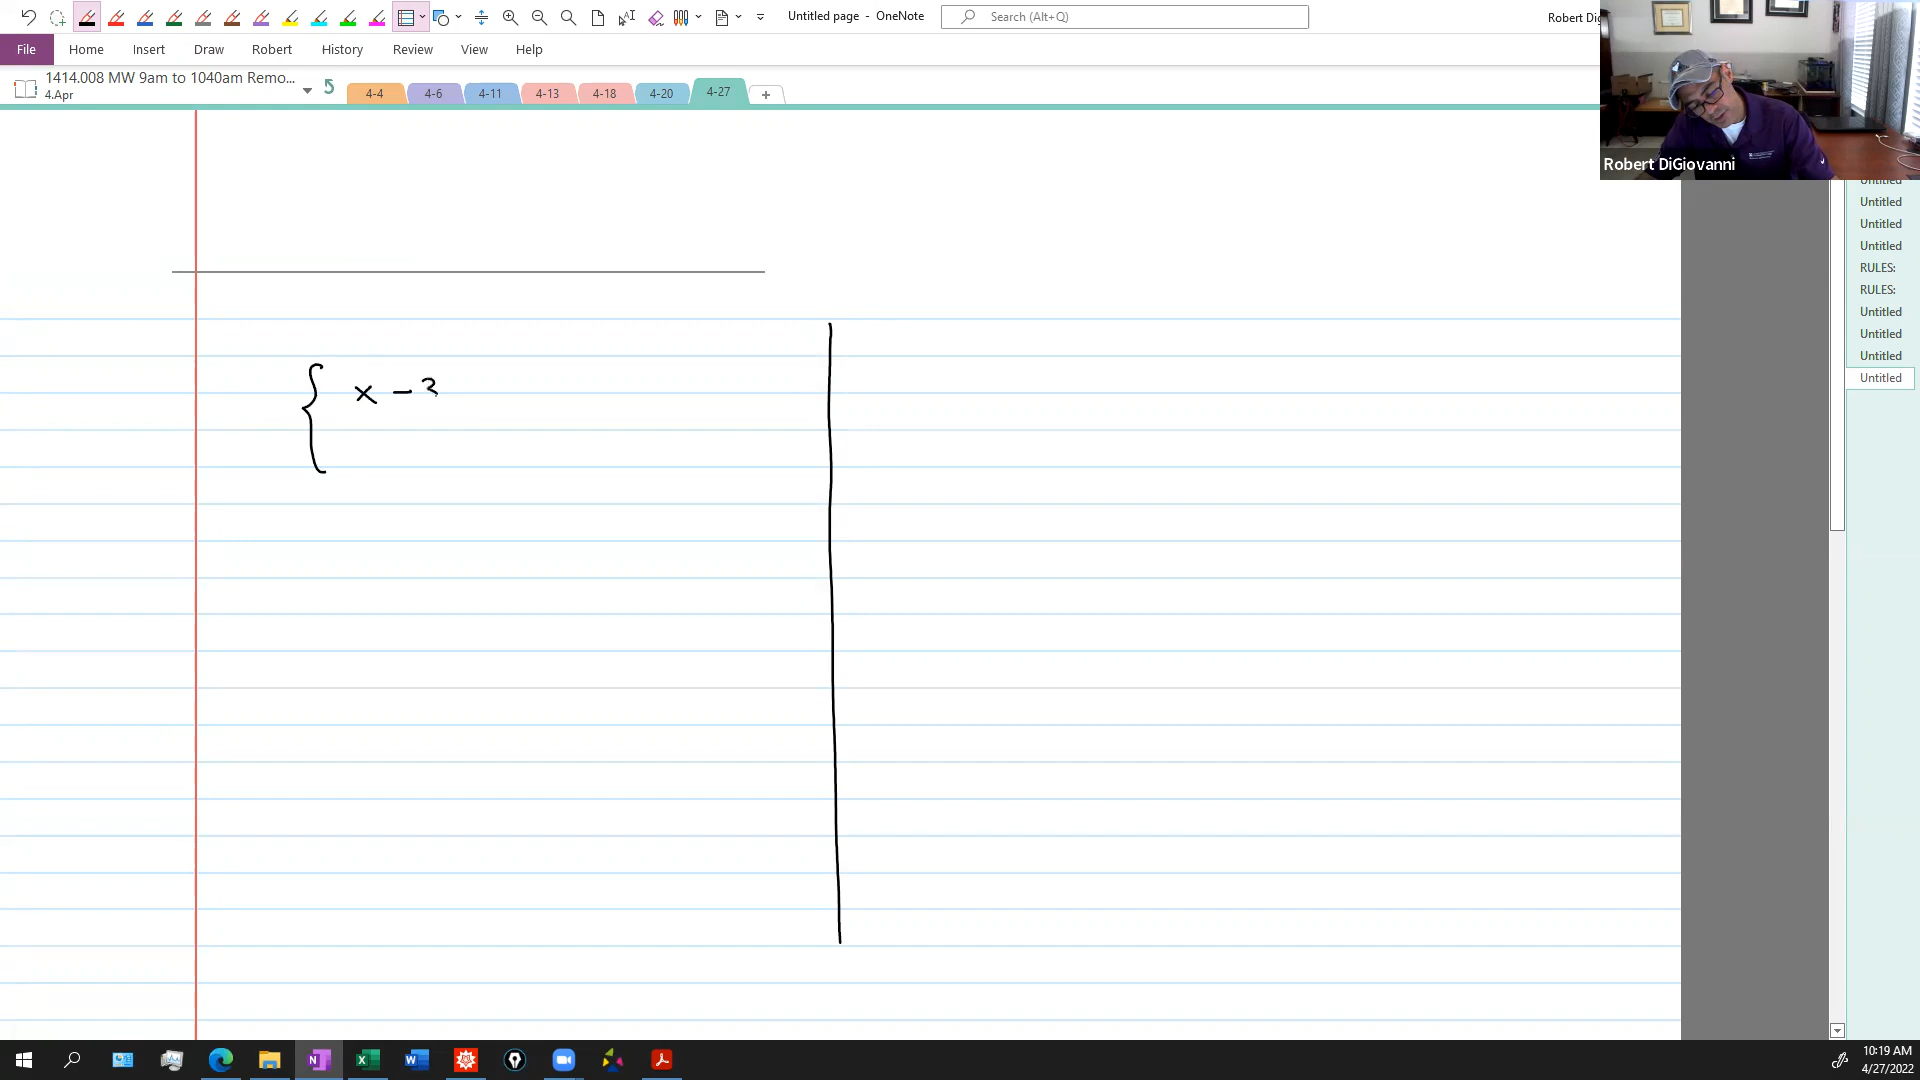 Untitled page - OneNote
Search (Alt+Q)
Robert Di
File Home Insert Draw Robert History Review View Help
1414.008 MW 9am to 1040am Remo...
4.Apr
4-4 4-6 4-11 4-13 4-18 4-20 4-27
Robert DiGiovanni
Untitled
Untitled
Untitled
Untitled
RULES:
RULES:
Untitled
Untitled
Untitled
Untitled
{ x - 3
10:19 AM
4/27/2022